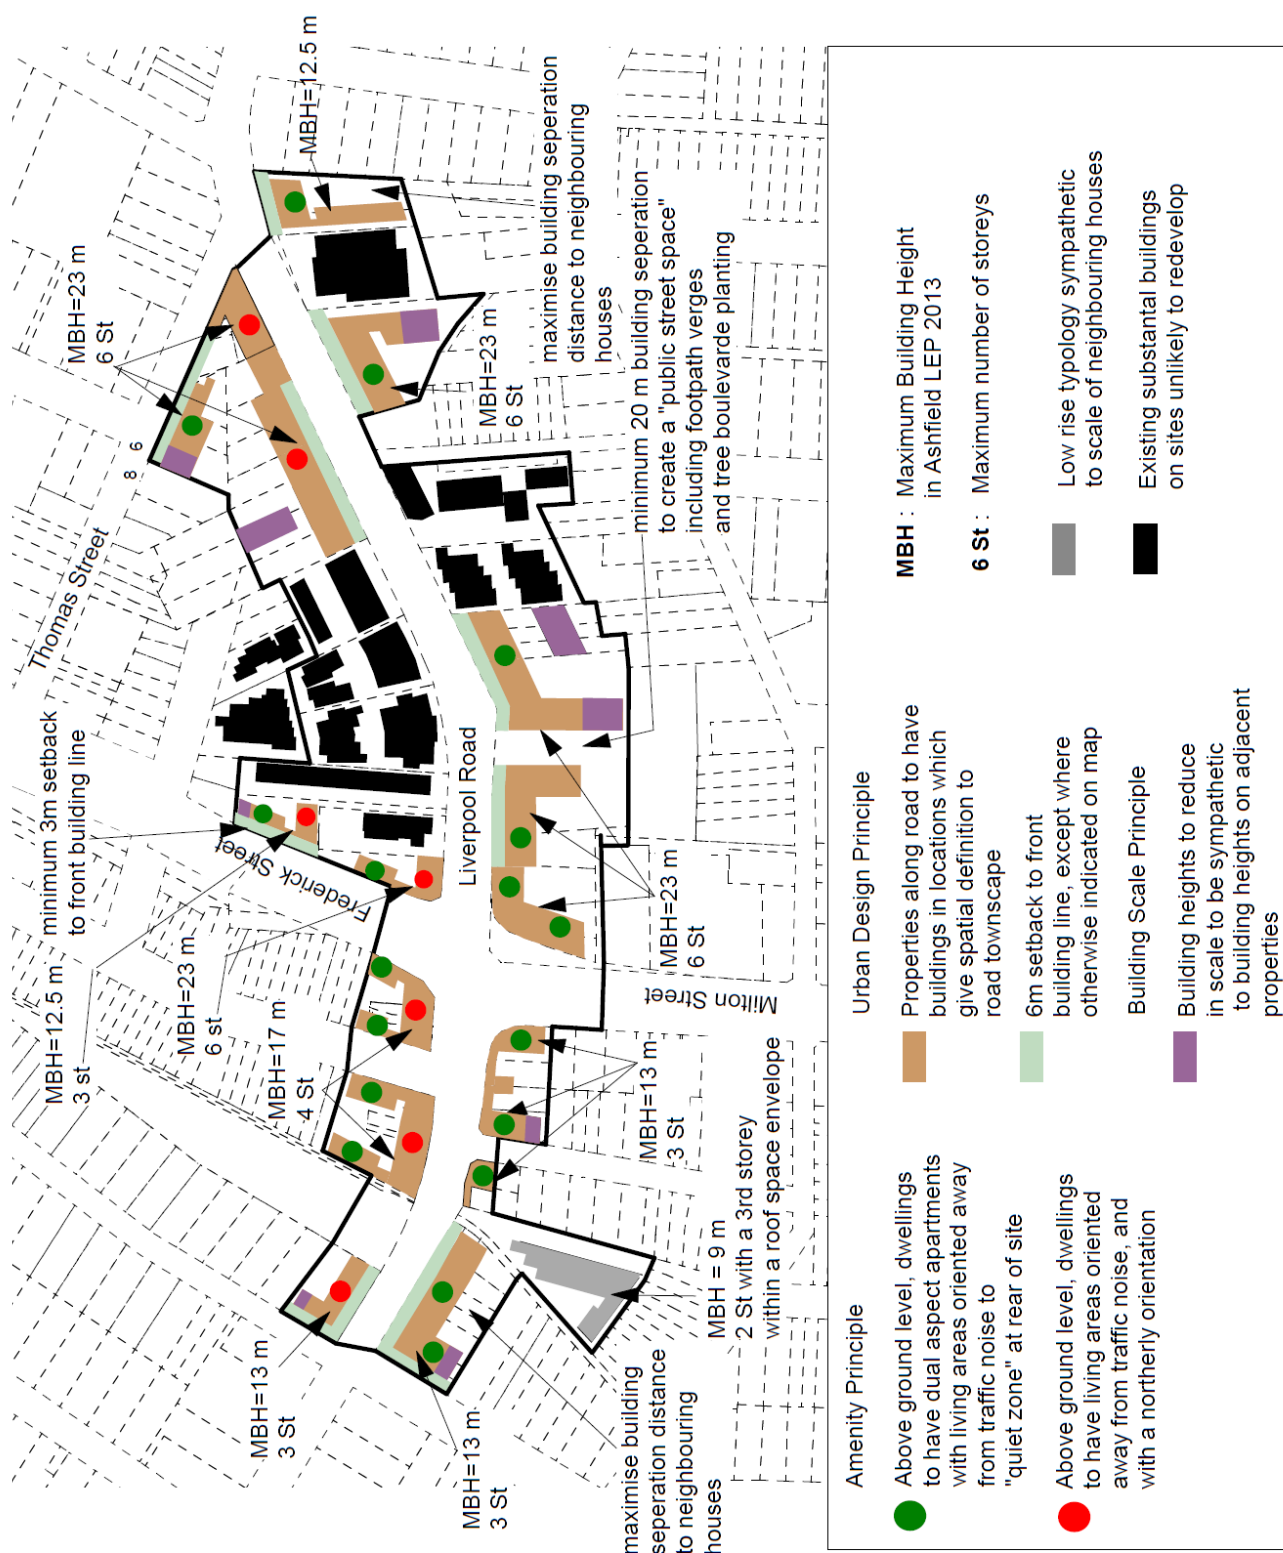 MBH=13 m
3 St
MBH=12.5 m
3 st
minimum 3m setback
to front building line
MBH=23 m
6 st
MBH=17 m
4 St
Thomas Street
8 6
MBH=23 m
6 St
MBH=12.5 m
Frederick Street
Liverpool Road
Milton Street
MBH=13 m
3 St
maximise building
seperation distance
to neighbouring
houses
MBH = 9 m
2 St with a 3rd storey
within a roof space envelope
MBH=13 m
3 St
MBH=23 m
6 St
minimum 20 m building seperation
to create a "public street space"
including footpath verges
and tree boulevarde planting
MBH=23 m
6 St
maximise building seperation
distance to neighbouring
houses
Amenity Principle
Above ground level, dwellings
to have dual aspect apartments
with living areas oriented away
from traffic noise to
"quiet zone" at rear of site
Above ground level, dwellings
to have living areas oriented
away from traffic noise, and
with a northerly orientation
Urban Design Principle
Properties along road to have
buildings in locations which
give spatial definition to
road townscape
6m setback to front
building line, except where
otherwise indicated on map
Building Scale Principle
Building heights to reduce
in scale to be sympathetic
to building heights on adjacent
properties
MBH : Maximum Building Height
in Ashfield LEP 2013
6 St : Maximum number of storeys
Low rise typology sympathetic
to scale of neighbouring houses
Existing substantal buildings
on sites unlikely to redevelop